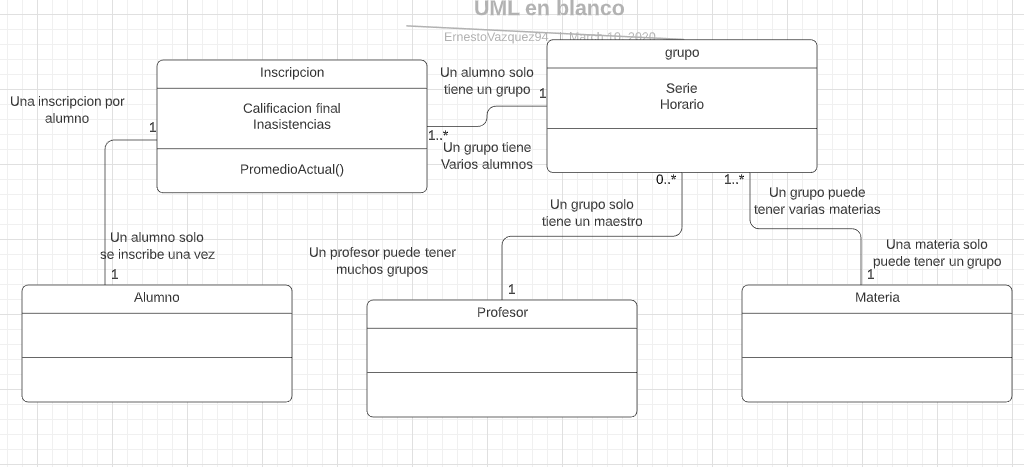 UML en blanco
ErnestoVazquez94 | March 10, 2020
Inscripcion
Calificacion final
Inasistencias
PromedioActual()
grupo
Serie
Horario
Un alumno solo
tiene un grupo
1
1..*
Un grupo tiene
Varios alumnos
Una inscripcion por
alumno
1
Un alumno solo
se inscribe una vez
1
Alumno
0..*
Un grupo solo
tiene un maestro
Un profesor puede tener
muchos grupos
1
Profesor
1..*
Un grupo puede
tener varias materias
Una materia solo
puede tener un grupo
1
Materia